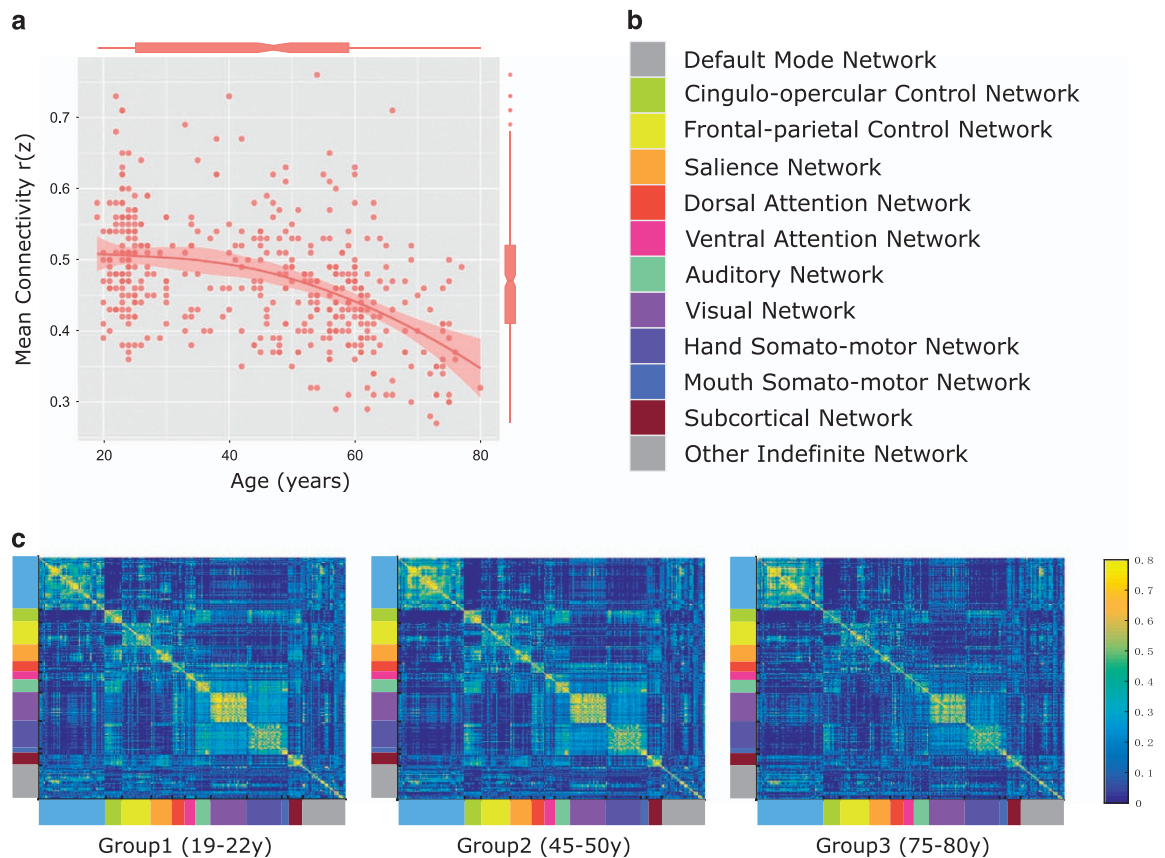 a
Mean Connectivity r(z)
0.7
0.6
0.5
0.4
0.3
20 40 60 80
Age (years)
b
Default Mode Network
Cingulo-opercular Control Network
Frontal-parietal Control Network
Salience Network
Dorsal Attention Network
Ventral Attention Network
Auditory Network
Visual Network
Hand Somato-motor Network
Mouth Somato-motor Network
Subcortical Network
Other Indefinite Network
c
Group1 (19-22y)
Group2 (45-50y)
Group3 (75-80y)
0. 8
0. 7
0. 6
0. 5
0. 4
0. 3
0. 2
0. 1
0